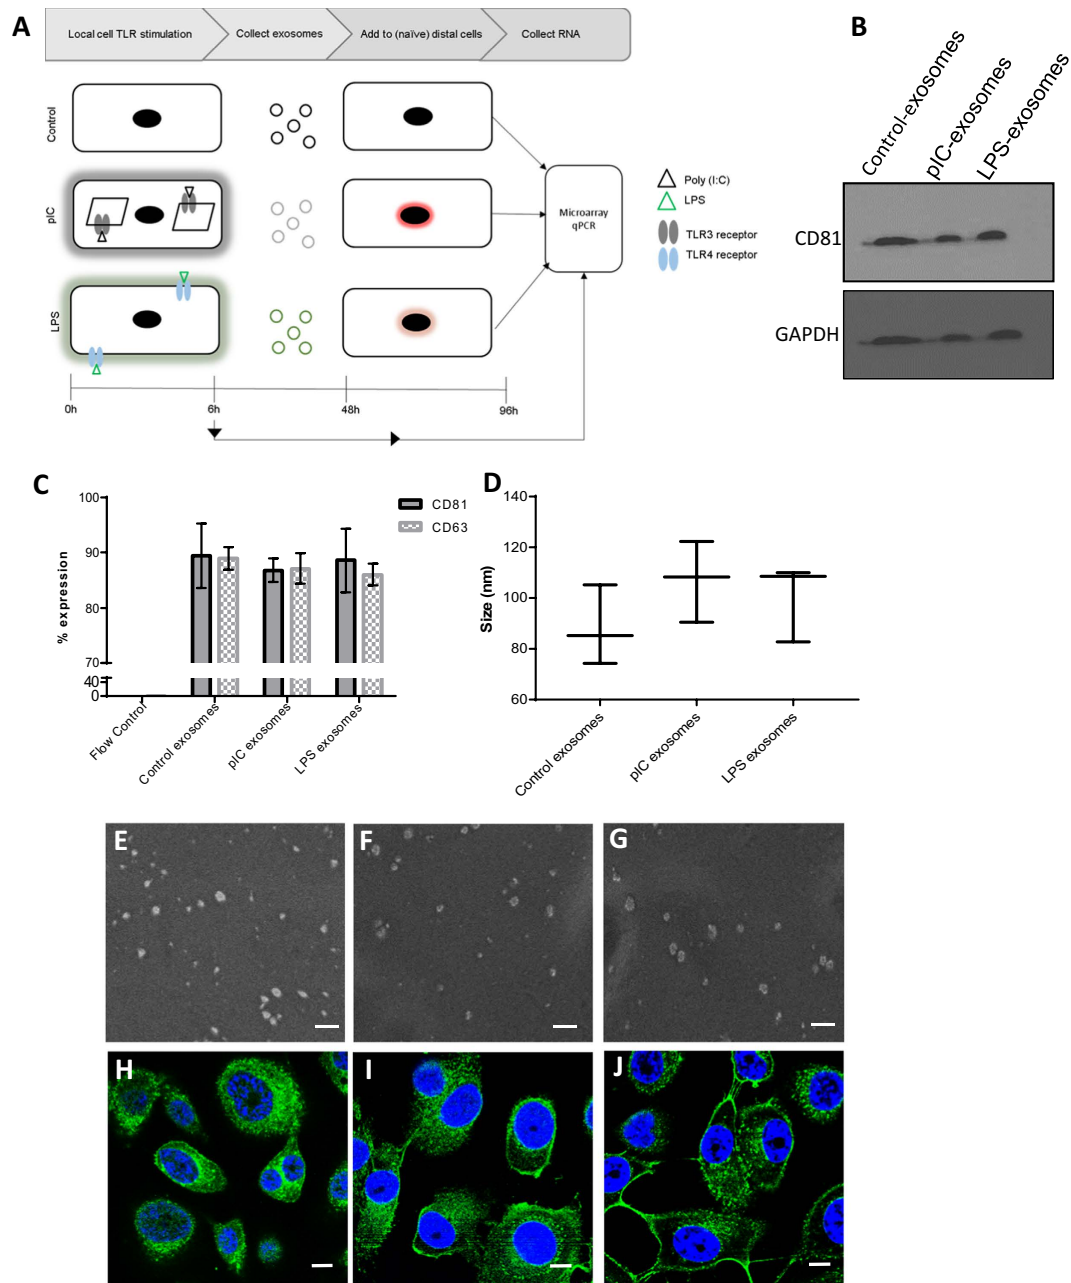 A
Local cell TLR stimulation
Collect exosomes
Add to (naïve) distal cells
Collect RNA
Control
pIC
LPS
Microarray
qPCR
Poly (I:C)
LPS
TLR3 receptor
TLR4 receptor
0h
6h
48h
96h
B
Control-exosomes
pIC-exosomes
LPS-exosomes
CD81
GAPDH
C
% expression
100
90
80
70
40
0
CD81
CD63
Flow Control
Control exosomes
pIC exosomes
LPS exosomes
D
Size (nm)
140
120
100
80
60
Control exosomes
pIC exosomes
LPS exosomes
E
F
G
H
I
J